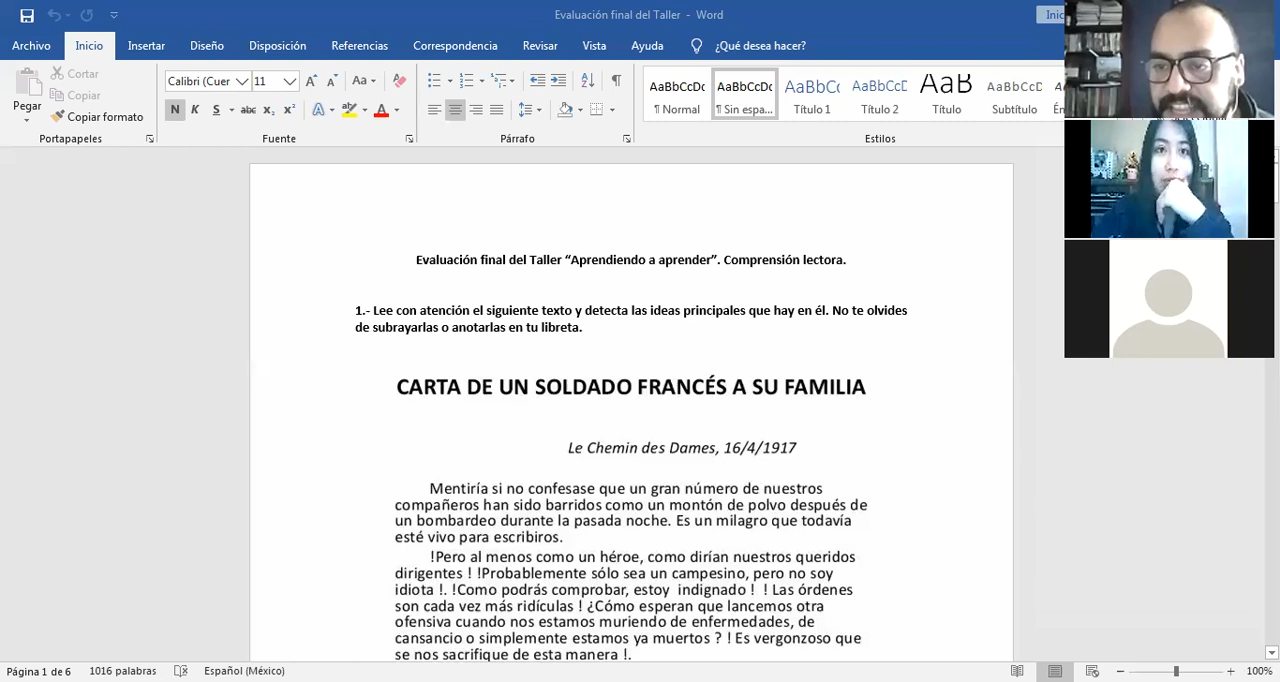 Evaluación final del Taller - Word
Archivo Inicio Insertar Diseño Disposición Referencias Correspondencia Revisar Vista Ayuda ¿Qué desea hacer?
Pegar
Cortar
Copiar
Copiar formato
Portapapeles
Calibri (Cuer 11
N K S abc x₂ x²
Fuente
Párrafo
AaBbCcDc AaBbCcDc AaBbCc AaBbCcD AaB AaBbCcD
¶ Normal ¶ Sin espa... Título 1 Título 2 Título Subtítulo
Estilos
Evaluación final del Taller “Aprendiendo a aprender”. Comprensión lectora.
1.- Lee con atención el siguiente texto y detecta las ideas principales que hay en él. No te olvides
de subrayarlas o anotarlas en tu libreta.
CARTA DE UN SOLDADO FRANCÉS A SU FAMILIA
Le Chemin des Dames, 16/4/1917
Mentiría si no confesase que un gran número de nuestros
compañeros han sido barridos como un montón de polvo después de
un bombardeo durante la pasada noche. Es un milagro que todavía
esté vivo para escribiros.
!Pero al menos como un héroe, como dirían nuestros queridos
dirigentes ! !Probablemente sólo sea un campesino, pero no soy
idiota !. !Como podrás comprobar, estoy indignado ! ! Las órdenes
son cada vez más ridículas ! ¿Cómo esperan que lancemos otra
ofensiva cuando nos estamos muriendo de enfermedades, de
cansancio o simplemente estamos ya muertos ? ! Es vergonzoso que
se nos sacrifique de esta manera !.
Página 1 de 6 1016 palabras Español (México) 100%